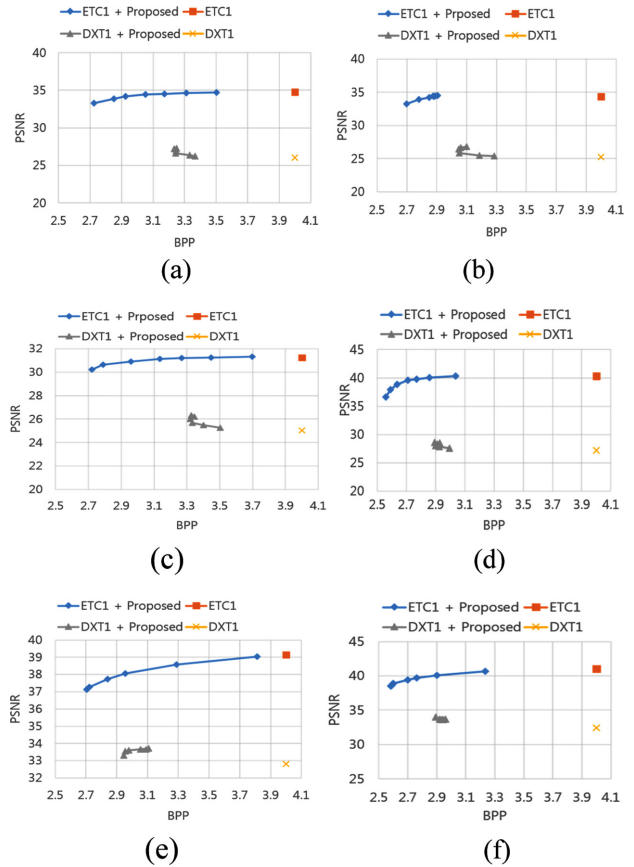 ETC1 + Proposed ETC1
DXT1 + Proposed DXT1
40
35
30
25
20
PSNR
2.5 2.7 2.9 3.1 3.3 3.5 3.7 3.9 4.1
BPP
(a)
ETC1 + Prposed ETC1
DXT1 + Proposed DXT1
40
35
30
25
20
PSNR
2.5 2.7 2.9 3.1 3.3 3.5 3.7 3.9 4.1
BPP
(b)
ETC1 + Prposed ETC1
DXT1 + Proposed DXT1
32
30
28
26
24
22
20
PSNR
2.5 2.7 2.9 3.1 3.3 3.5 3.7 3.9 4.1
BPP
(c)
ETC1 + Proposed ETC1
DXT1 + Proposed DXT1
45
40
35
30
25
20
PSNR
2.5 2.7 2.9 3.1 3.3 3.5 3.7 3.9 4.1
BPP
(d)
ETC1 + Proposed ETC1
DXT1 + Proposed DXT1
40
39
38
37
36
35
34
33
32
PSNR
2.5 2.7 2.9 3.1 3.3 3.5 3.7 3.9 4.1
BPP
(e)
ETC1 + Proposed ETC1
DXT1 + Proposed DXT1
45
40
35
30
25
PSNR
2.5 2.7 2.9 3.1 3.3 3.5 3.7 3.9 4.1
BPP
(f)